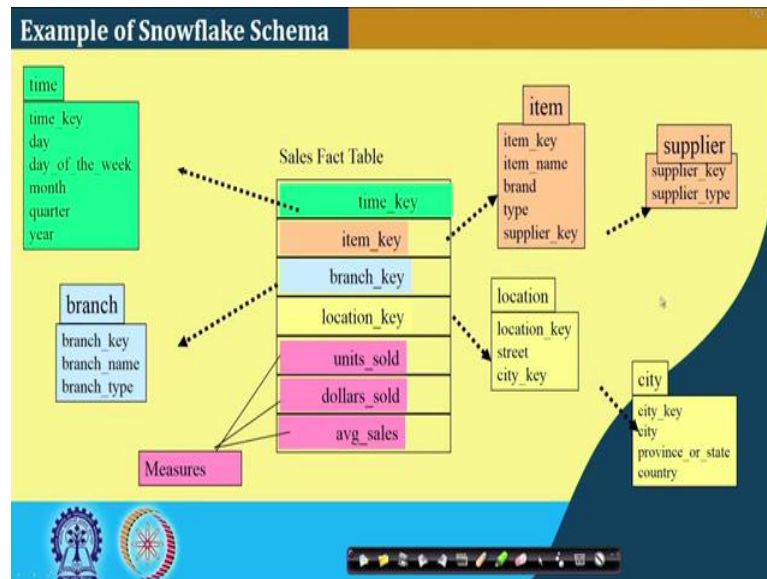 Example of Snowflake Schema
time
time_key
day
day_of_the_week
month
quarter
year
branch
branch_key
branch_name
branch_type
Sales Fact Table
time_key
item_key
branch_key
location_key
units_sold
dollars_sold
avg_sales
Measures
item
item_key
item_name
brand
type
supplier_key
supplier
supplier_key
supplier_type
location
location_key
street
city_key
city
city_key
city
province_or_state
country